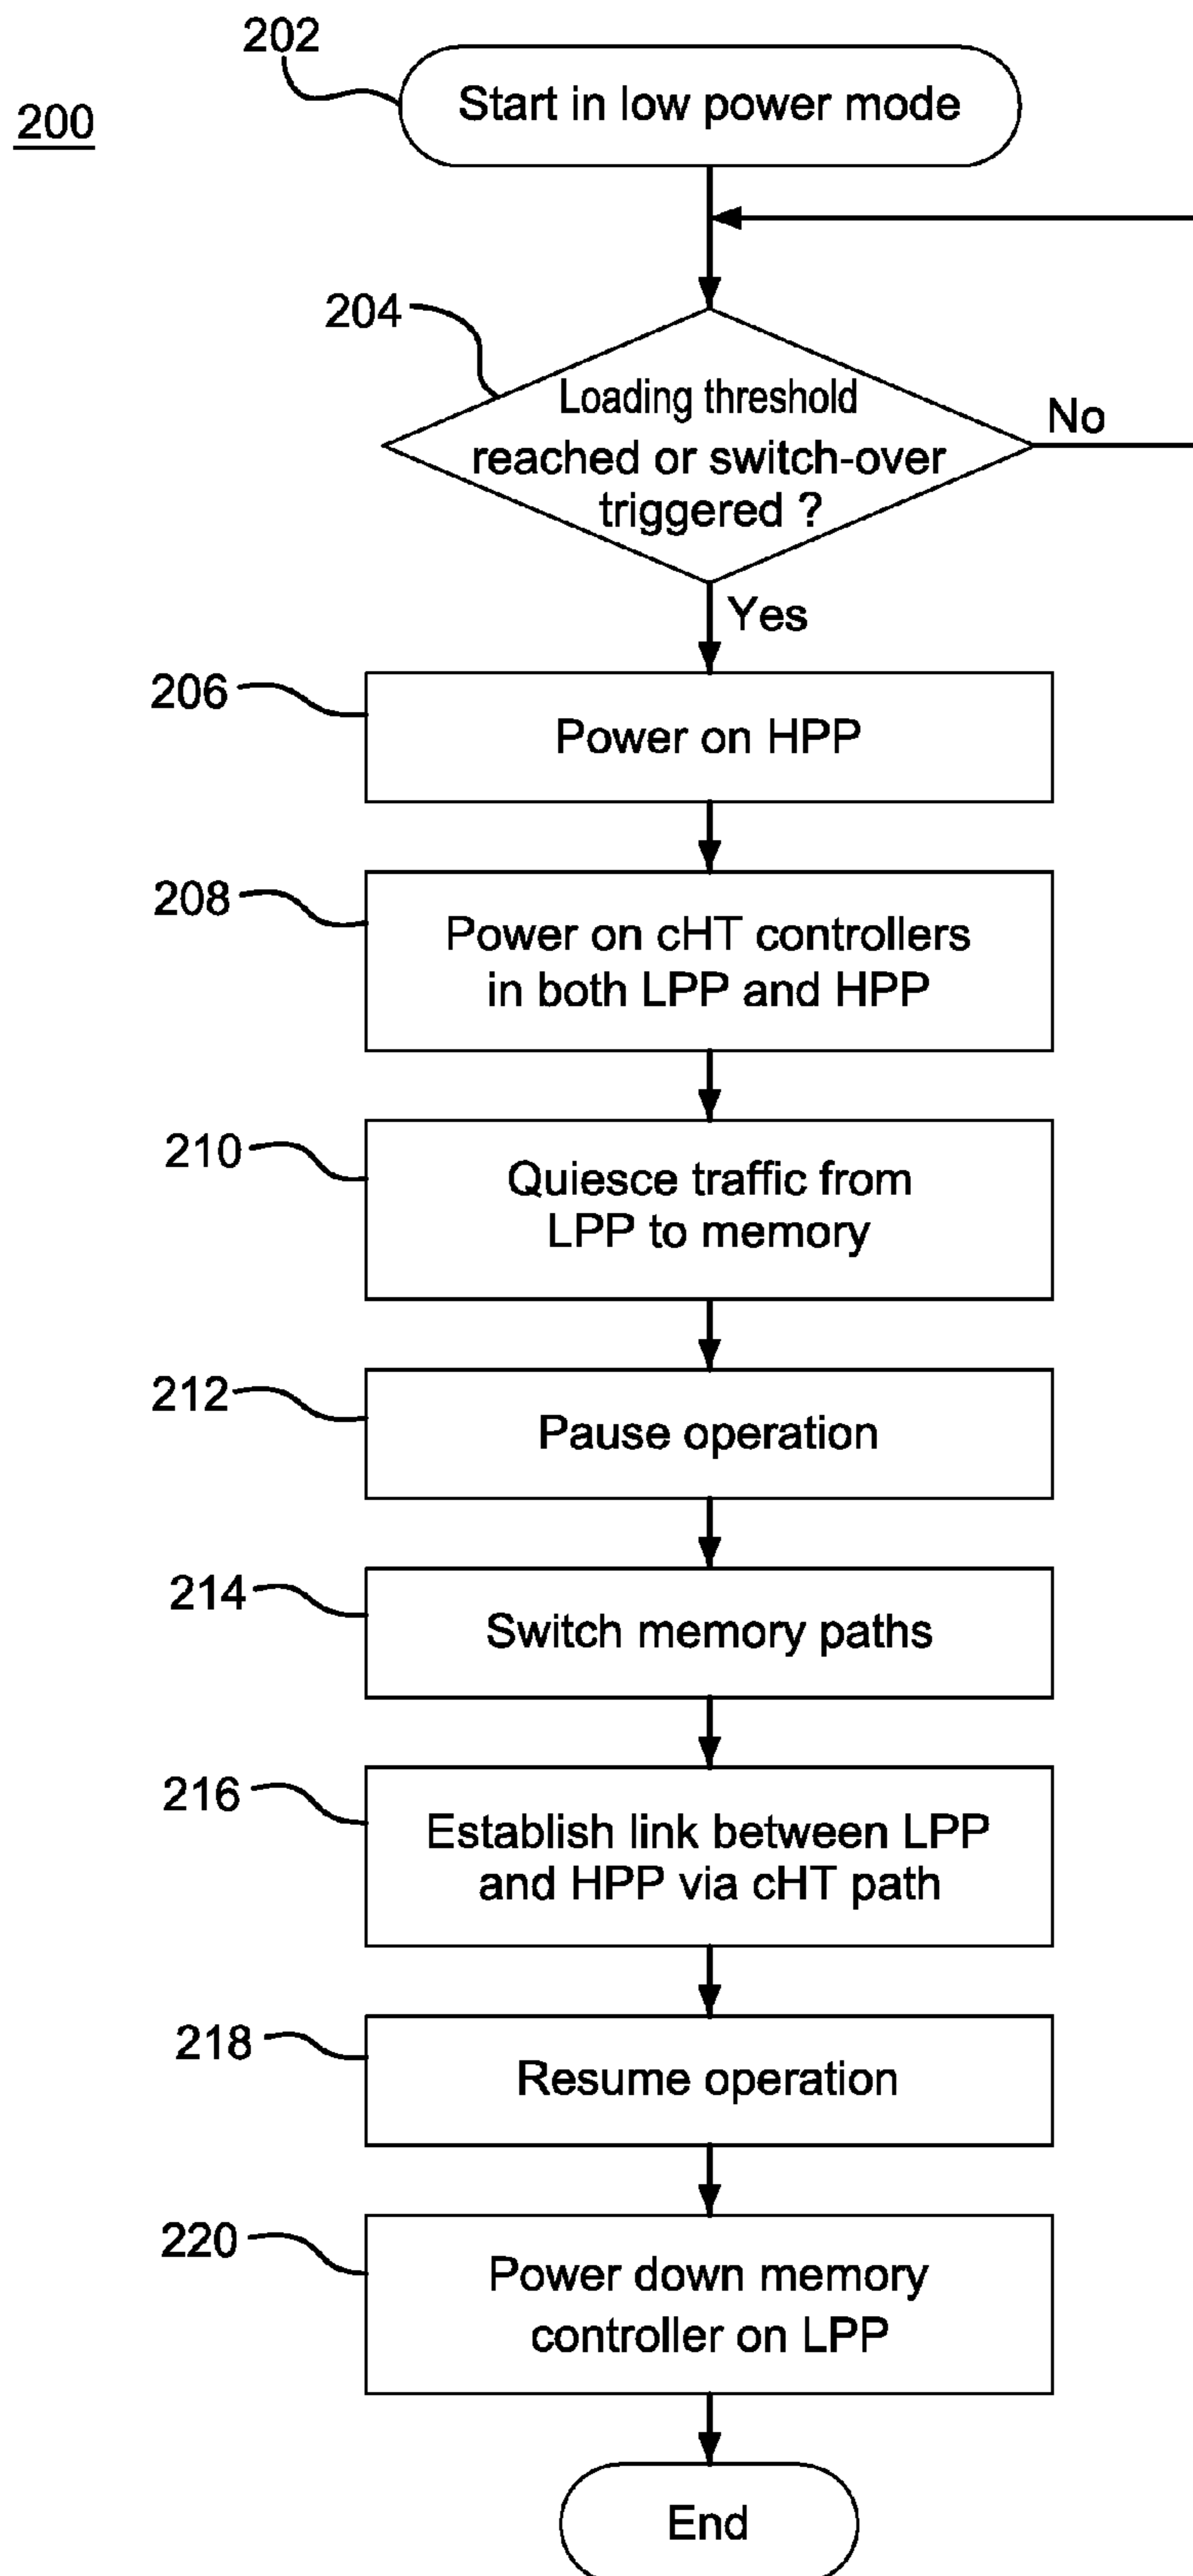 202
Start in low power mode
200
204
Loading threshold
reached or switch-over
triggered ?
No
Yes
206
Power on HPP
208
Power on cHT controllers
in both LPP and HPP
210
Quiesce traffic from
LPP to memory
212
Pause operation
214
Switch memory paths
216
Establish link between LPP
and HPP via cHT path
218
Resume operation
220
Power down memory
controller on LPP
End